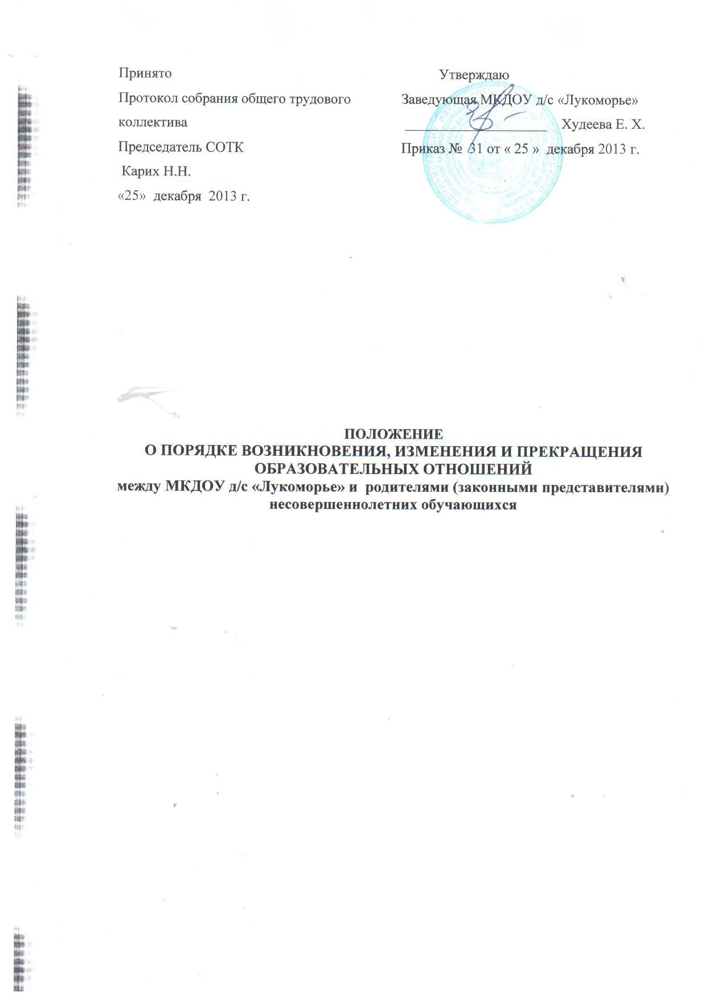 Принято
Протокол собрания общего трудового
коллектива
Председатель СОТК
Карих Н.Н.
«25» декабря 2013 г.
Утверждаю
Заведующая МКДОУ д/с «Лукоморье»
____________________ Худеева Е. Х.
Приказ № 31 от « 25 » декабря 2013 г.
ПОЛОЖЕНИЕ
О ПОРЯДКЕ ВОЗНИКНОВЕНИЯ, ИЗМЕНЕНИЯ И ПРЕКРАЩЕНИЯ
ОБРАЗОВАТЕЛЬНЫХ ОТНОШЕНИЙ
между МКДОУ д/с «Лукоморье» и родителями (законными представителями)
несовершеннолетних обучающихся